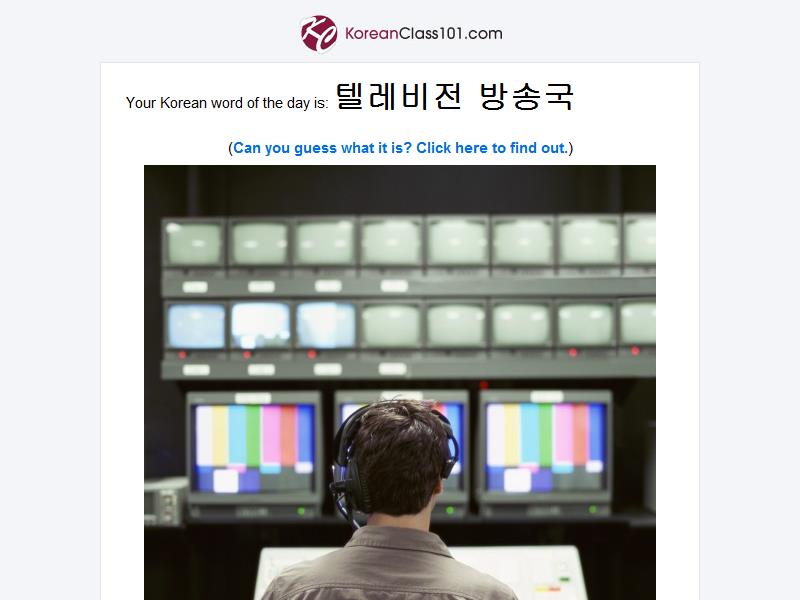 KoreanClass101.com
Your Korean word of the day is: 텔레비전 방송국
(Can you guess what it is? Click here to find out.)